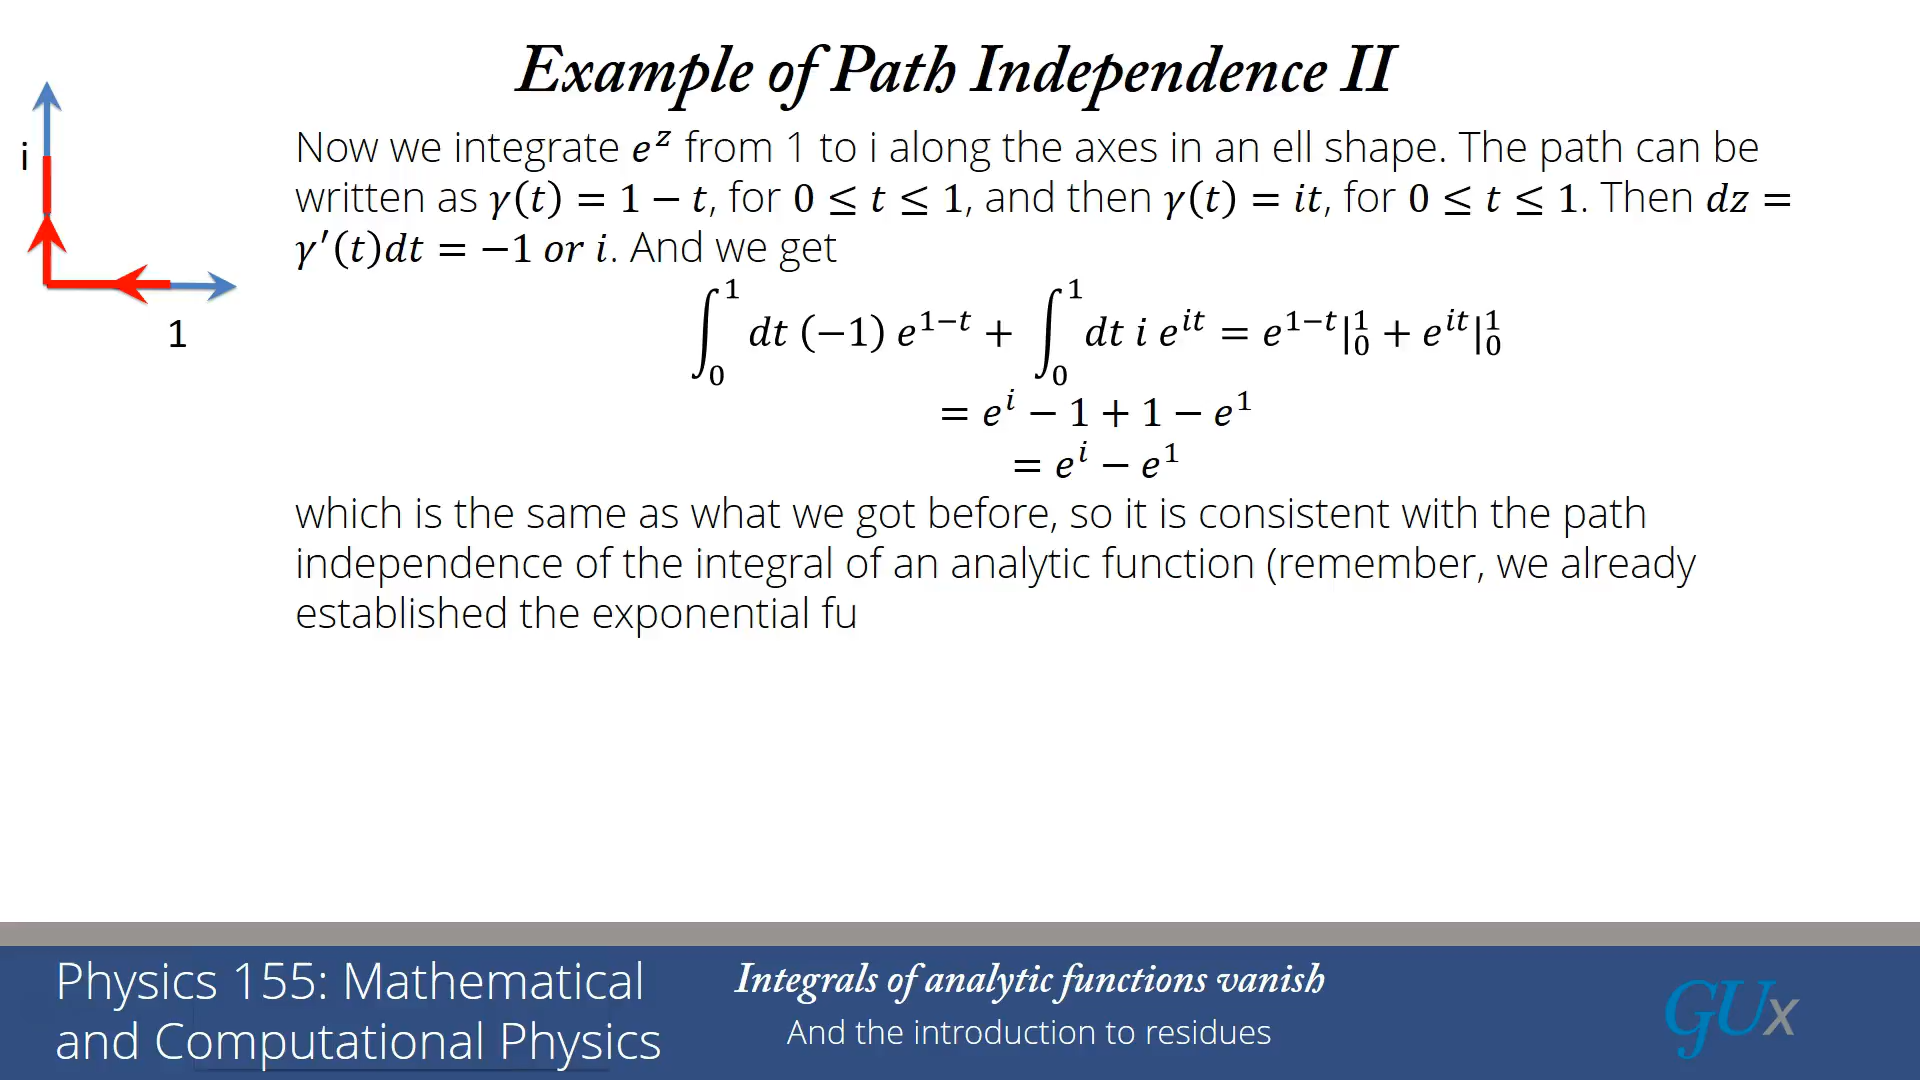 Example of Path Independence II
i
1
Now we integrate e^z from 1 to i along the axes in an ell shape. The path can be
written as γ(t) = 1 − t, for 0 ≤ t ≤ 1, and then γ(t) = it, for 0 ≤ t ≤ 1. Then dz =
γ′(t)dt = −1 or i. And we get
∫_0^1 dt (−1) e^{1−t} + ∫_0^1 dt i e^{it} = e^{1−t}|_0^1 + e^{it}|_0^1
= e^i − 1 + 1 − e^1
= e^i − e^1
which is the same as what we got before, so it is consistent with the path
independence of the integral of an analytic function (remember, we already
established the exponential fu
Physics 155: Mathematical
and Computational Physics
Integrals of analytic functions vanish
And the introduction to residues
GUx